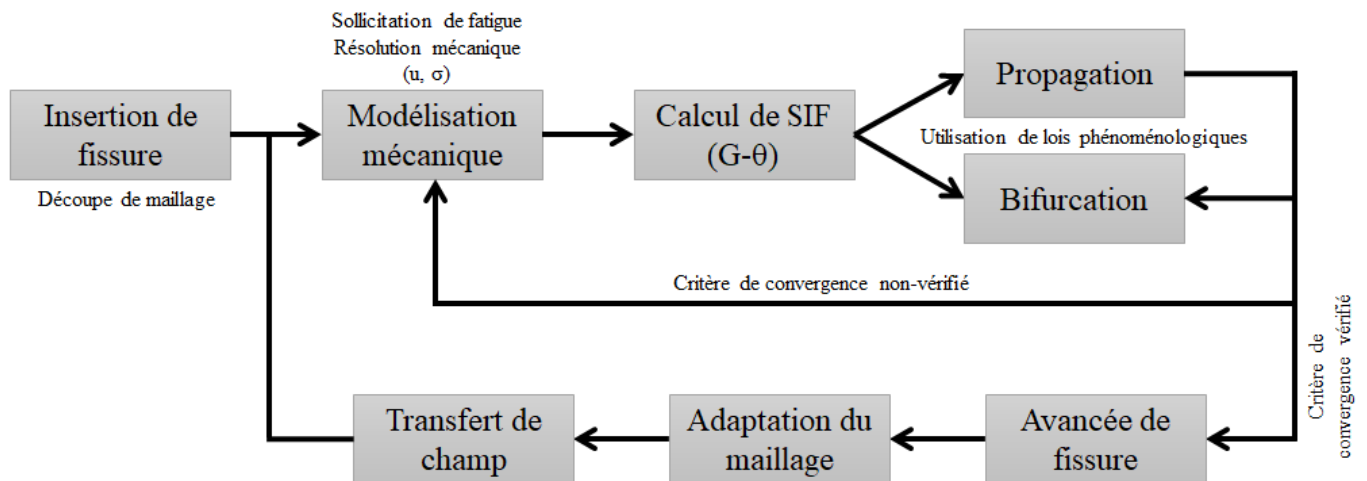 Sollicitation de fatigue
Résolution mécanique
(u, σ)
Insertion de
fissure
Découpe de maillage
Modélisation
mécanique
Calcul de SIF
(G-θ)
Propagation
Utilisation de lois phénoménologiques
Bifurcation
Critère de convergence non-vérifié
Critère de
convergence vérifié
Transfert de
champ
Adaptation du
maillage
Avancée de
fissure